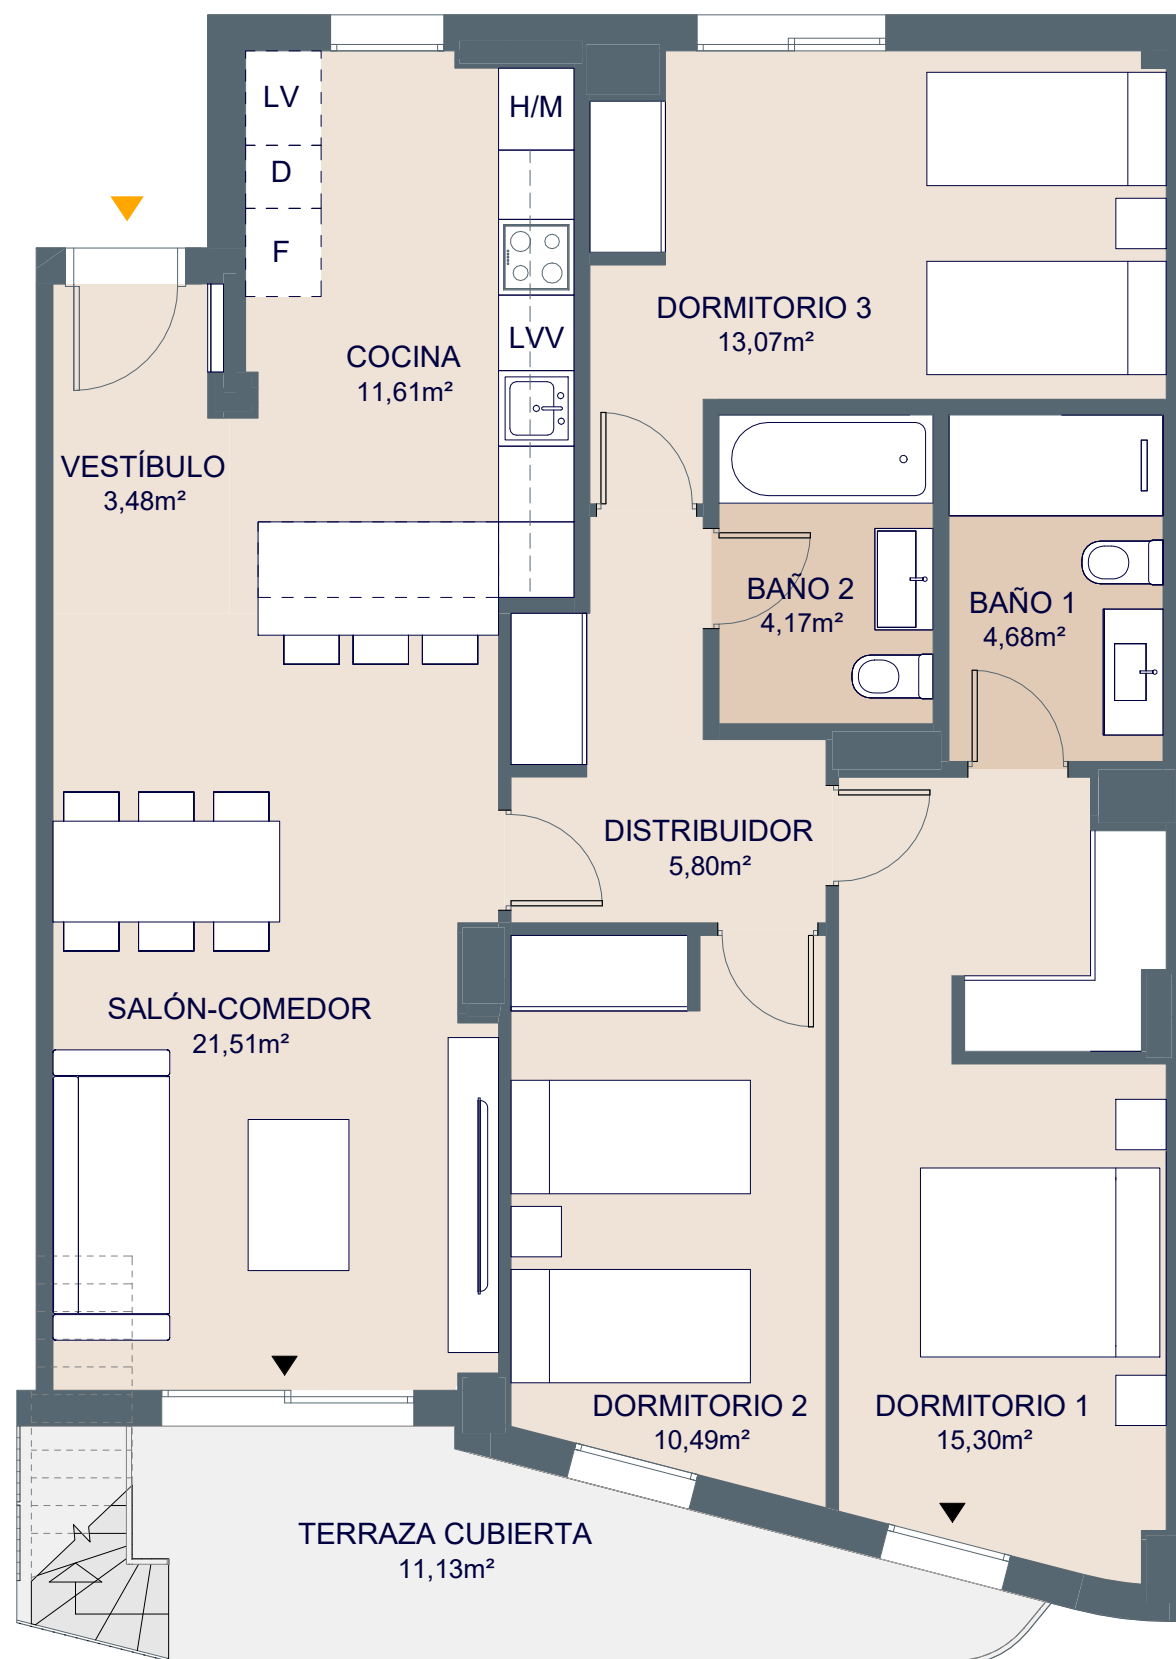 LV
D
F
H/M
LVV
COCINA
11,61m²
DORMITORIO 3
13,07m²
VESTÍBULO
3,48m²
BAÑO 2
4,17m²
BAÑO 1
4,68m²
DISTRIBUIDOR
5,80m²
SALÓN-COMEDOR
21,51m²
DORMITORIO 2
10,49m²
DORMITORIO 1
15,30m²
TERRAZA CUBIERTA
11,13m²